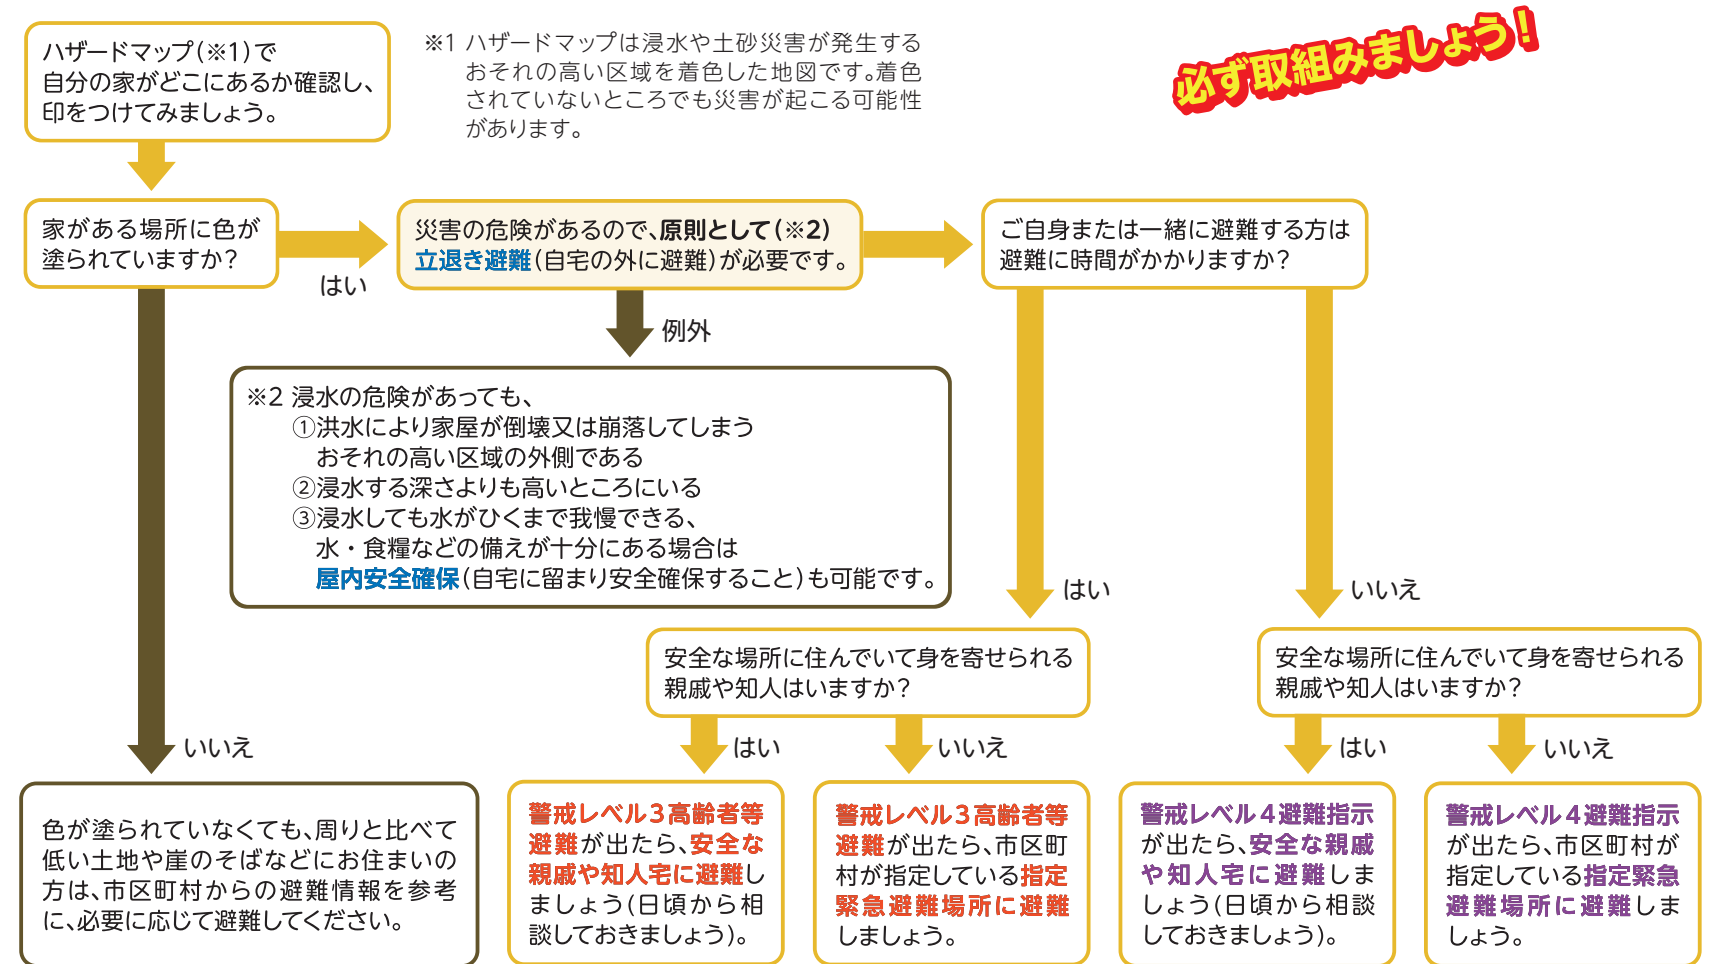 ハザードマップ(※1)で
自分の家がどこにあるか確認し、
印をつけてみましょう。
※1 ハザードマップは浸水や土砂災害が発生する
おそれの高い区域を着色した地図です。着色
されていないところでも災害が起こる可能性
があります。
必ず取組みましょう!
家がある場所に色が
塗られていますか?
はい
災害の危険があるので、原則として(※2)
立退き避難(自宅の外に避難)が必要です。
ご自身または一緒に避難する方は
避難に時間がかかりますか?
例外
※2 浸水の危険があっても、
①洪水により家屋が倒壊又は崩落してしまう
おそれの高い区域の外側である
②浸水する深さよりも高いところにいる
③浸水しても水がひくまで我慢できる、
水・食糧などの備えが十分にある場合は
屋内安全確保(自宅に留まり安全確保すること)も可能です。
はい
いいえ
安全な場所に住んでいて身を寄せられる
親戚や知人はいますか?
安全な場所に住んでいて身を寄せられる
親戚や知人はいますか?
いいえ
はい
いいえ
はい
いいえ
色が塗られていなくても、周りと比べて
低い土地や崖のそばなどにお住まいの
方は、市区町村からの避難情報を参考
に、必要に応じて避難してください。
警戒レベル3高齢者等
避難が出たら、安全な
親戚や知人宅に避難し
ましょう(日頃から相
談しておきましょう)。
警戒レベル3高齢者等
避難が出たら、市区町
村が指定している指定
緊急避難場所に避難
しましょう。
警戒レベル4避難指示
が出たら、安全な親戚
や知人宅に避難しま
しょう(日頃から相談
しておきましょう)。
警戒レベル4避難指示
が出たら、市区町村が
指定している指定緊急
避難場所に避難しま
しょう。